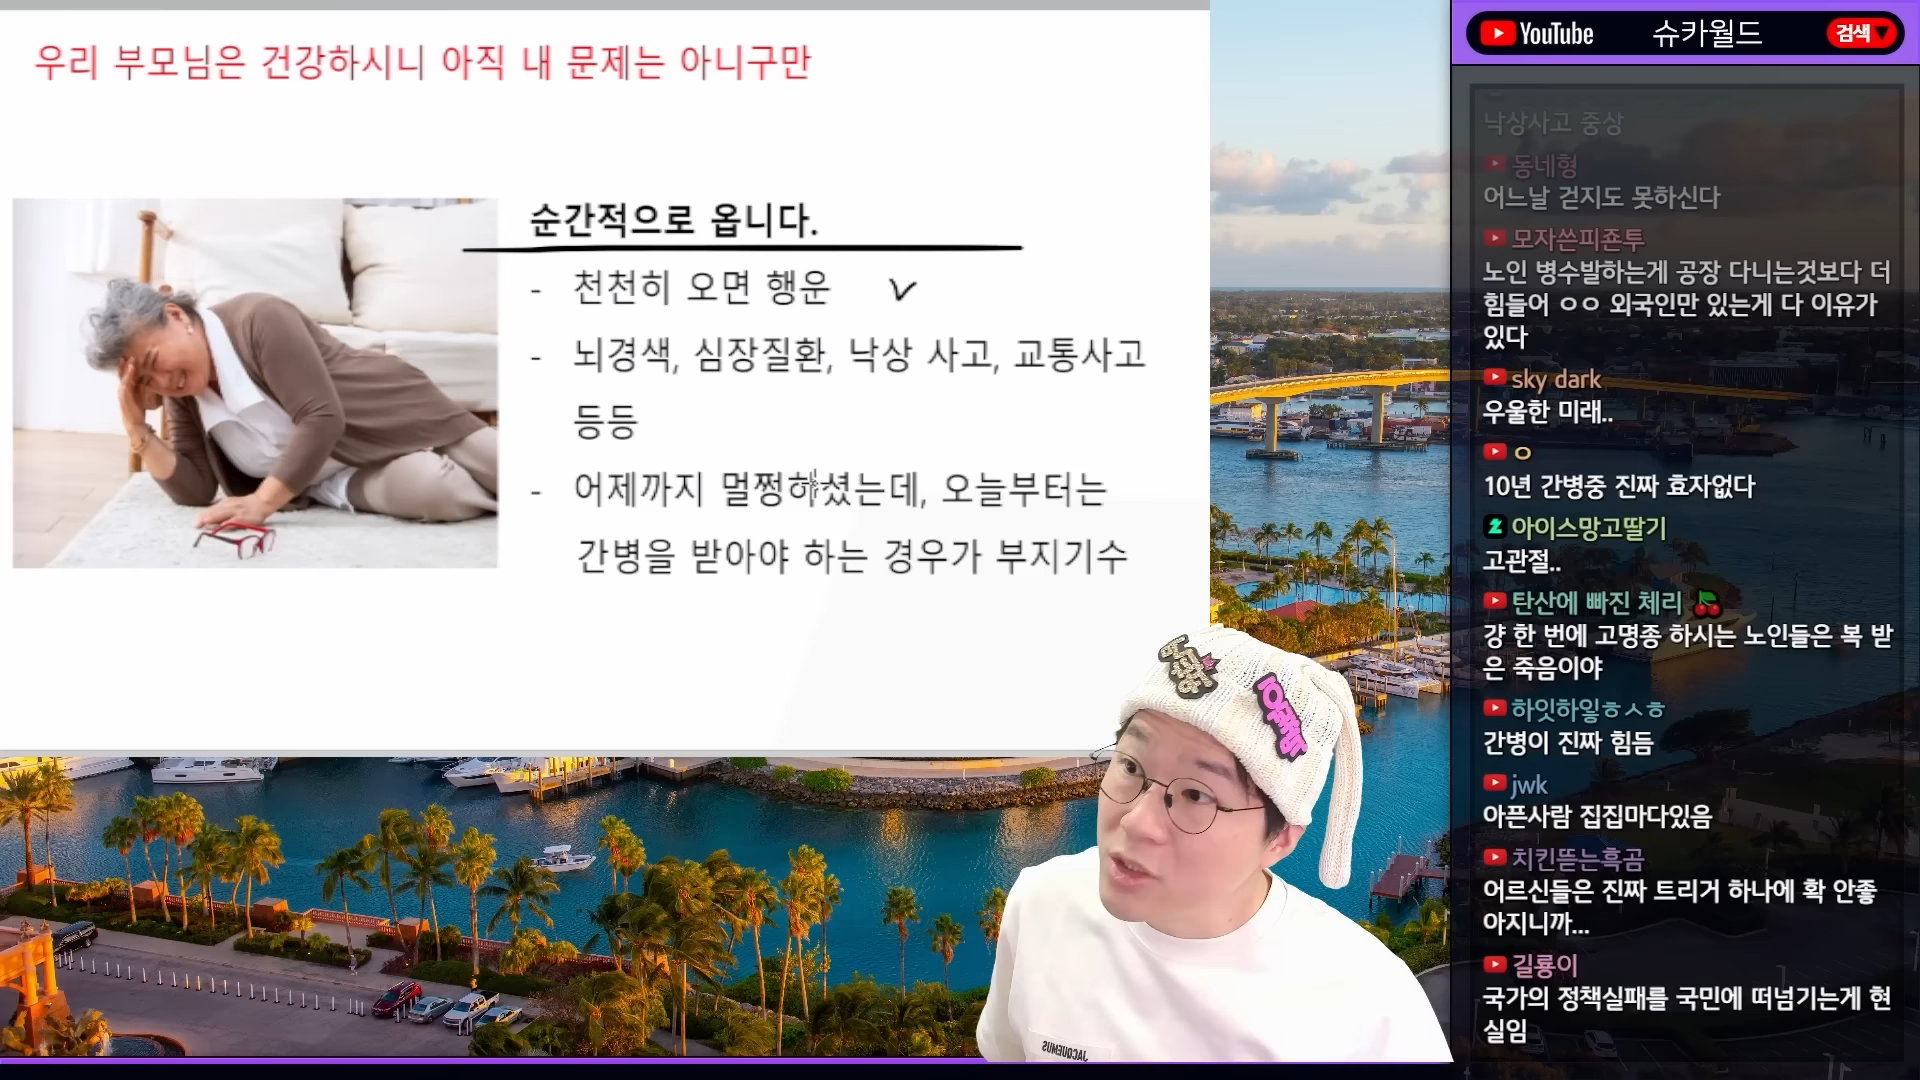 우리 부모님은 건강하시니 아직 내 문제는 아니구만
순간적으로 옵니다.
- 천천히 오면 행운
- 뇌경색, 심장질환, 낙상 사고, 교통사고
등등
- 어제까지 멀쩡하셨는데, 오늘부터는
간병을 받아야 하는 경우가 부지기수
JACQUEMUS
YouTube 슈카월드 검색
낙상사고 중상
동네형
어느날 걷지도 못하신다
모자쓴피죤투
노인 병수발하는게 공장 다니는것보다 더
힘들어 ㅇㅇ 외국인만 있는게 다 이유가
있다
sky dark
우울한 미래..
ㅇ
10년 간병중 진짜 효자없다
아이스망고딸기
고관절..
탄산에 빠진 체리
걍 한 번에 고명종 하시는 노인들은 복 받
은 죽음이야
하잇하잉ㅎㅅㅎ
간병이 진짜 힘듬
jwk
아픈사람 집집마다있음
치킨뜯는흑곰
어르신들은 진짜 트리거 하나에 확 안좋
아지니까...
길룡이
국가의 정책실패를 국민에 떠넘기는게 현
실임